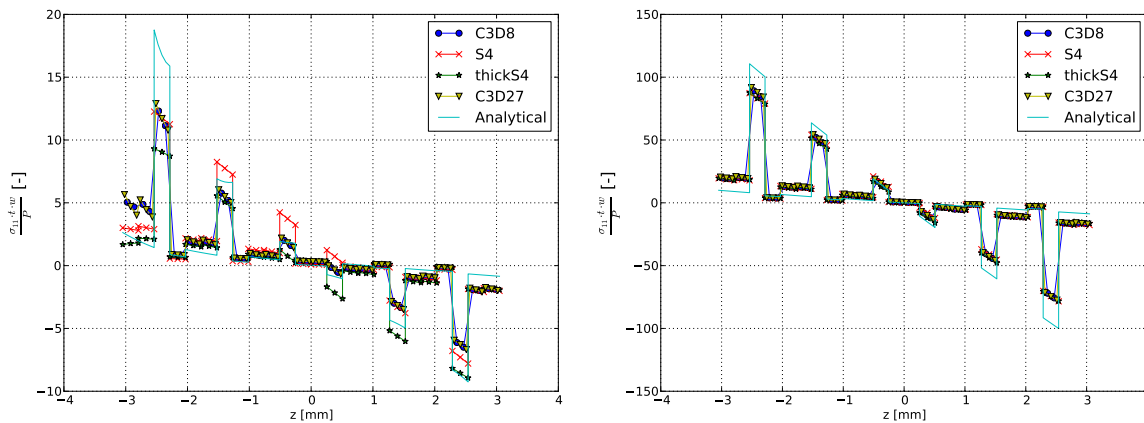 20
15
10
5
0
−5
−10
−4
−3
−2
−1
0
1
2
3
4
z [mm]
σ11·t·w / P [-]
C3D8
S4
thickS4
C3D27
Analytical
150
100
50
0
−50
−100
−150
−4
−3
−2
−1
0
1
2
3
4
z [mm]
σ11·t·w / P [-]
C3D8
S4
thickS4
C3D27
Analytical